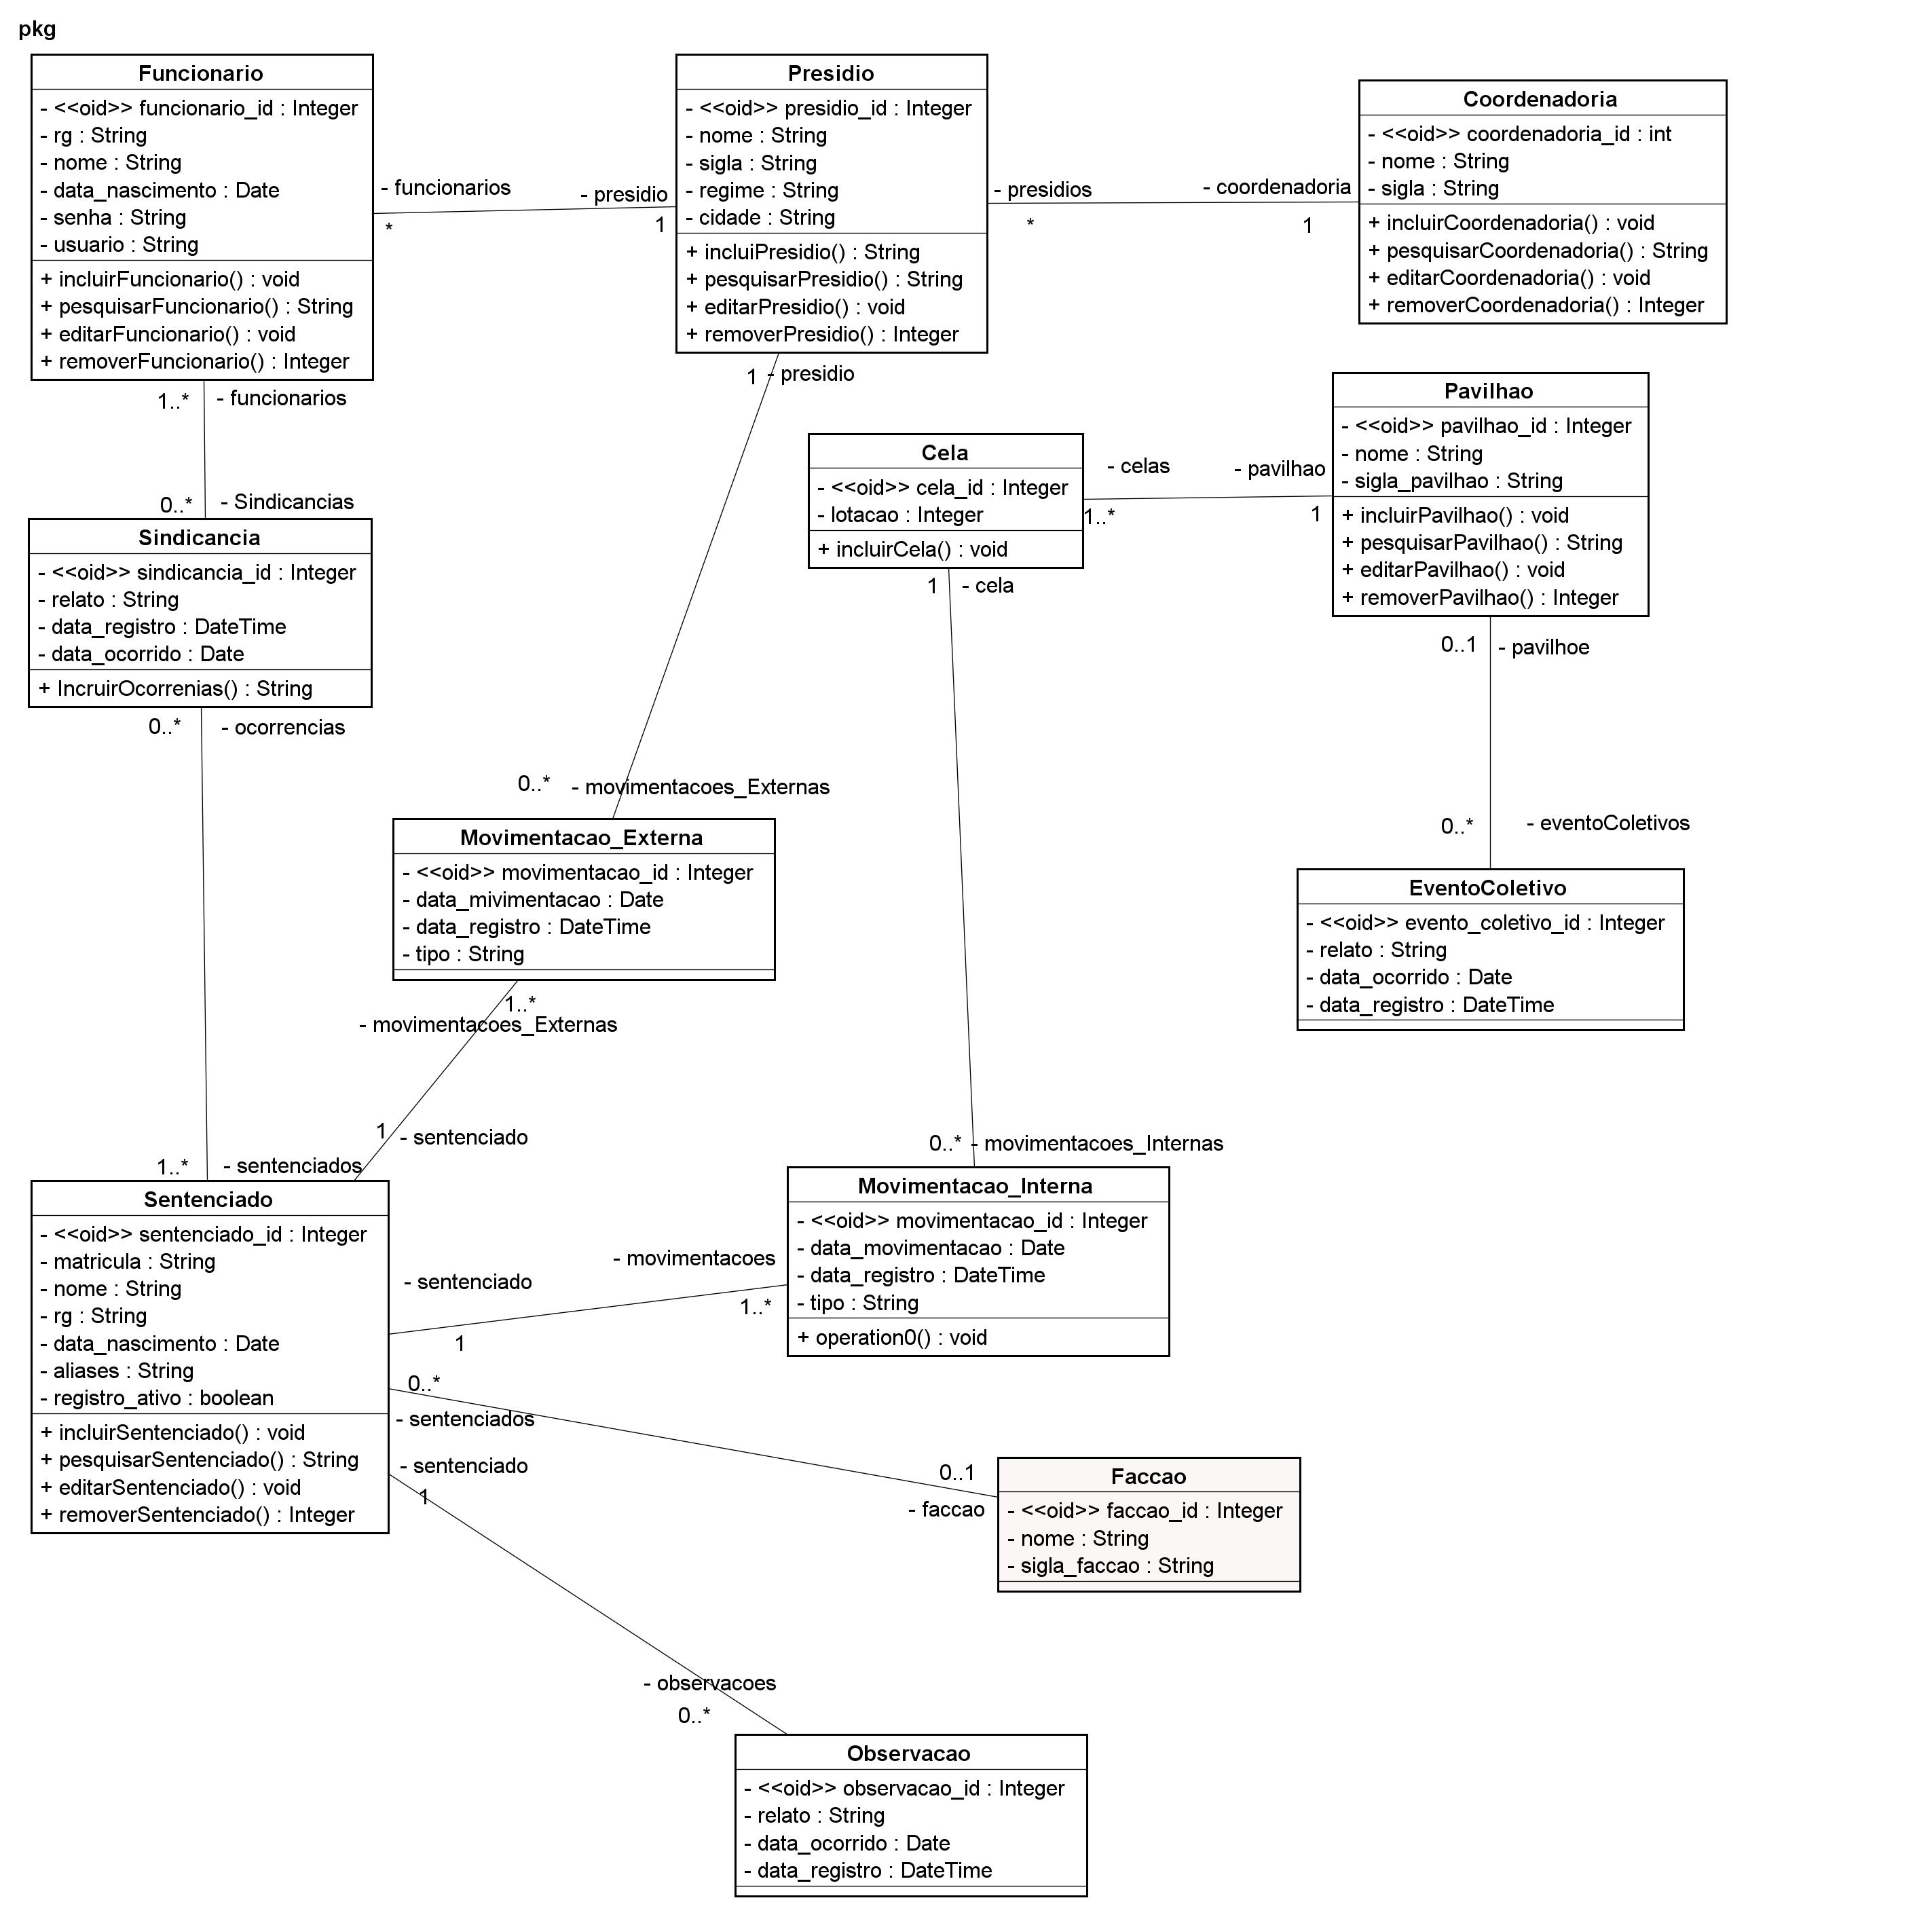 pkg
Funcionario
- <<oid>> funcionario_id : Integer
- rg : String
- nome : String
- data_nascimento : Date
- senha : String
- usuario : String
+ incluirFuncionario() : void
+ pesquisarFuncionario() : String
+ editarFuncionario() : void
+ removerFuncionario() : Integer
- funcionarios
*
- presidio
1
Presidio
- <<oid>> presidio_id : Integer
- nome : String
- sigla : String
- regime : String
- cidade : String
+ incluiPresidio() : String
+ pesquisarPresidio() : String
+ editarPresidio() : void
+ removerPresidio() : Integer
- presidios
*
- coordenadoria
1
Coordenadoria
- <<oid>> coordenadoria_id : int
- nome : String
- sigla : String
+ incluirCoordenadoria() : void
+ pesquisarCoordenadoria() : String
+ editarCoordenadoria() : void
+ removerCoordenadoria() : Integer
1..*
- funcionarios
0..*
- Sindicancias
1
- presidio
Sindicancia
- <<oid>> sindicancia_id : Integer
- relato : String
- data_registro : DateTime
- data_ocorrido : Date
+ IncruirOcorrenias() : String
0..*
- ocorrencias
Cela
- <<oid>> cela_id : Integer
- lotacao : Integer
+ incluirCela() : void
- celas
1..*
- pavilhao
1
Pavilhao
- <<oid>> pavilhao_id : Integer
- nome : String
- sigla_pavilhao : String
+ incluirPavilhao() : void
+ pesquisarPavilhao() : String
+ editarPavilhao() : void
+ removerPavilhao() : Integer
1
- cela
0..1
- pavilhoe
0..*
- movimentacoes_Externas
0..*
- eventoColetivos
Movimentacao_Externa
- <<oid>> movimentacao_id : Integer
- data_mivimentacao : Date
- data_registro : DateTime
- tipo : String
EventoColetivo
- <<oid>> evento_coletivo_id : Integer
- relato : String
- data_ocorrido : Date
- data_registro : DateTime
1..*
- movimentacoes_Externas
1
- sentenciado
1..*
- sentenciados
0..*
- movimentacoes_Internas
Sentenciado
- <<oid>> sentenciado_id : Integer
- matricula : String
- nome : String
- rg : String
- data_nascimento : Date
- aliases : String
- registro_ativo : boolean
+ incluirSentenciado() : void
+ pesquisarSentenciado() : String
+ editarSentenciado() : void
+ removerSentenciado() : Integer
- sentenciado
1
- movimentacoes
1..*
Movimentacao_Interna
- <<oid>> movimentacao_id : Integer
- data_movimentacao : Date
- data_registro : DateTime
- tipo : String
+ operation0() : void
0..*
- sentenciados
0..1
- faccao
Faccao
- <<oid>> faccao_id : Integer
- nome : String
- sigla_faccao : String
- sentenciado
1
- observacoes
0..*
Observacao
- <<oid>> observacao_id : Integer
- relato : String
- data_ocorrido : Date
- data_registro : DateTime